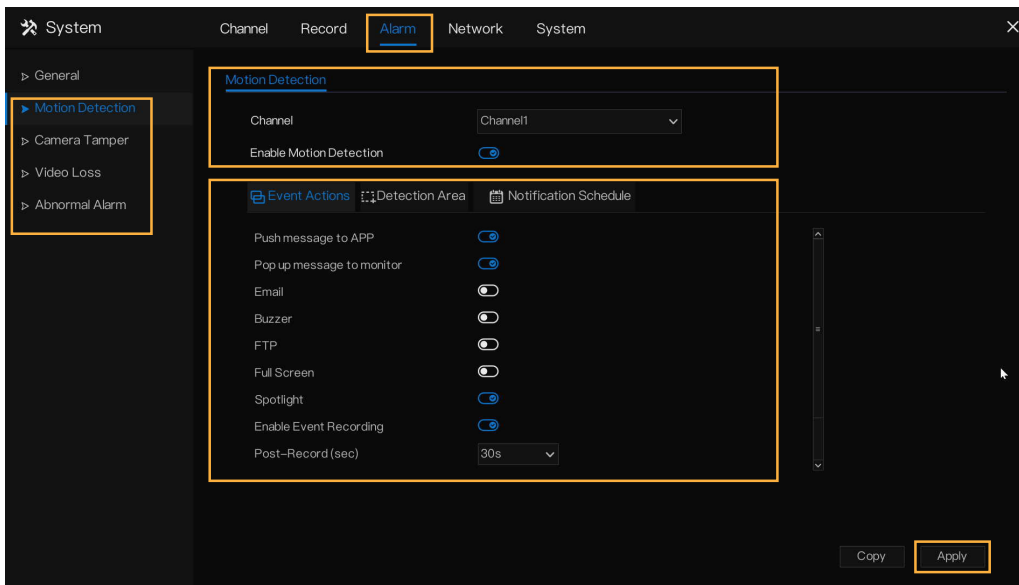 System
Channel Record Alarm Network System
General
Motion Detection
Camera Tamper
Video Loss
Abnormal Alarm
Motion Detection
Channel Channel1
Enable Motion Detection
Event Actions Detection Area Notification Schedule
Push message to APP
Pop up message to monitor
Email
Buzzer
FTP
Full Screen
Spotlight
Enable Event Recording
Post-Record (sec) 30s
Copy Apply